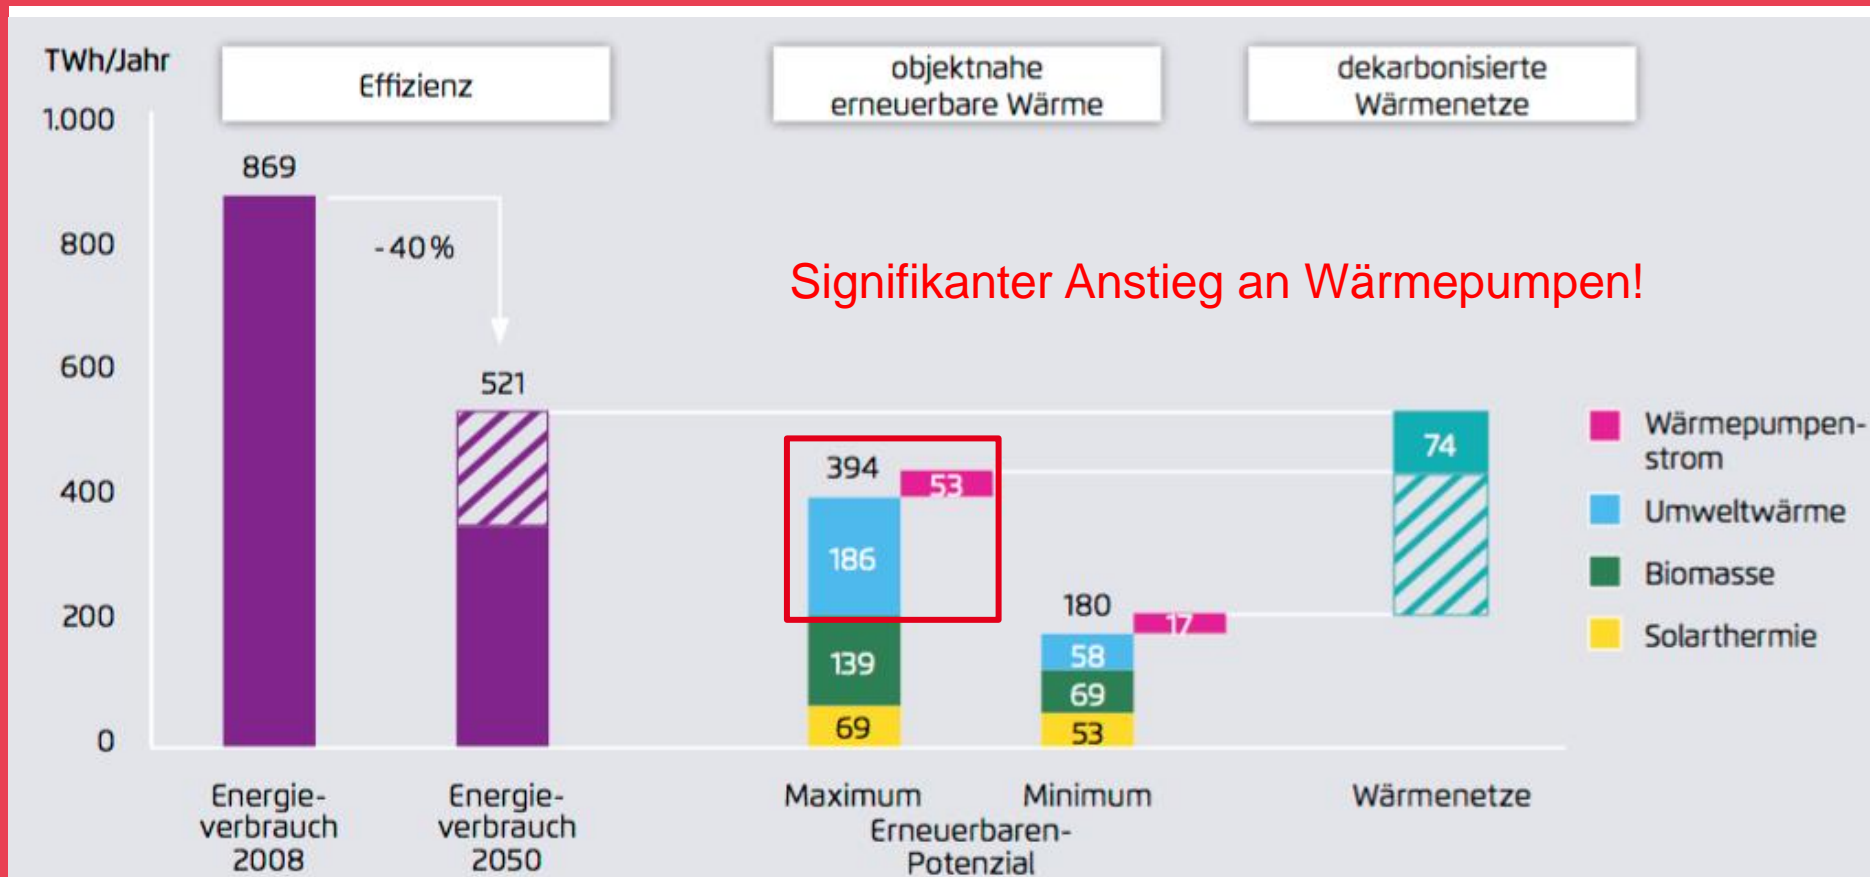 TWh/Jahr
Effizienz
objektnahe
erneuerbare Wärme
dekarbonisierte
Wärmenetze
1.000
800
600
400
200
0
869
-40%
521
Signifikanter Anstieg an Wärmepumpen!
394
53
186
139
69
180
17
58
69
53
74
Wärmepumpen-
strom
Umweltwärme
Biomasse
Solarthermie
Energie-
verbrauch
2008
Energie-
verbrauch
2050
Maximum
Minimum
Erneuerbaren-
Potenzial
Wärmenetze